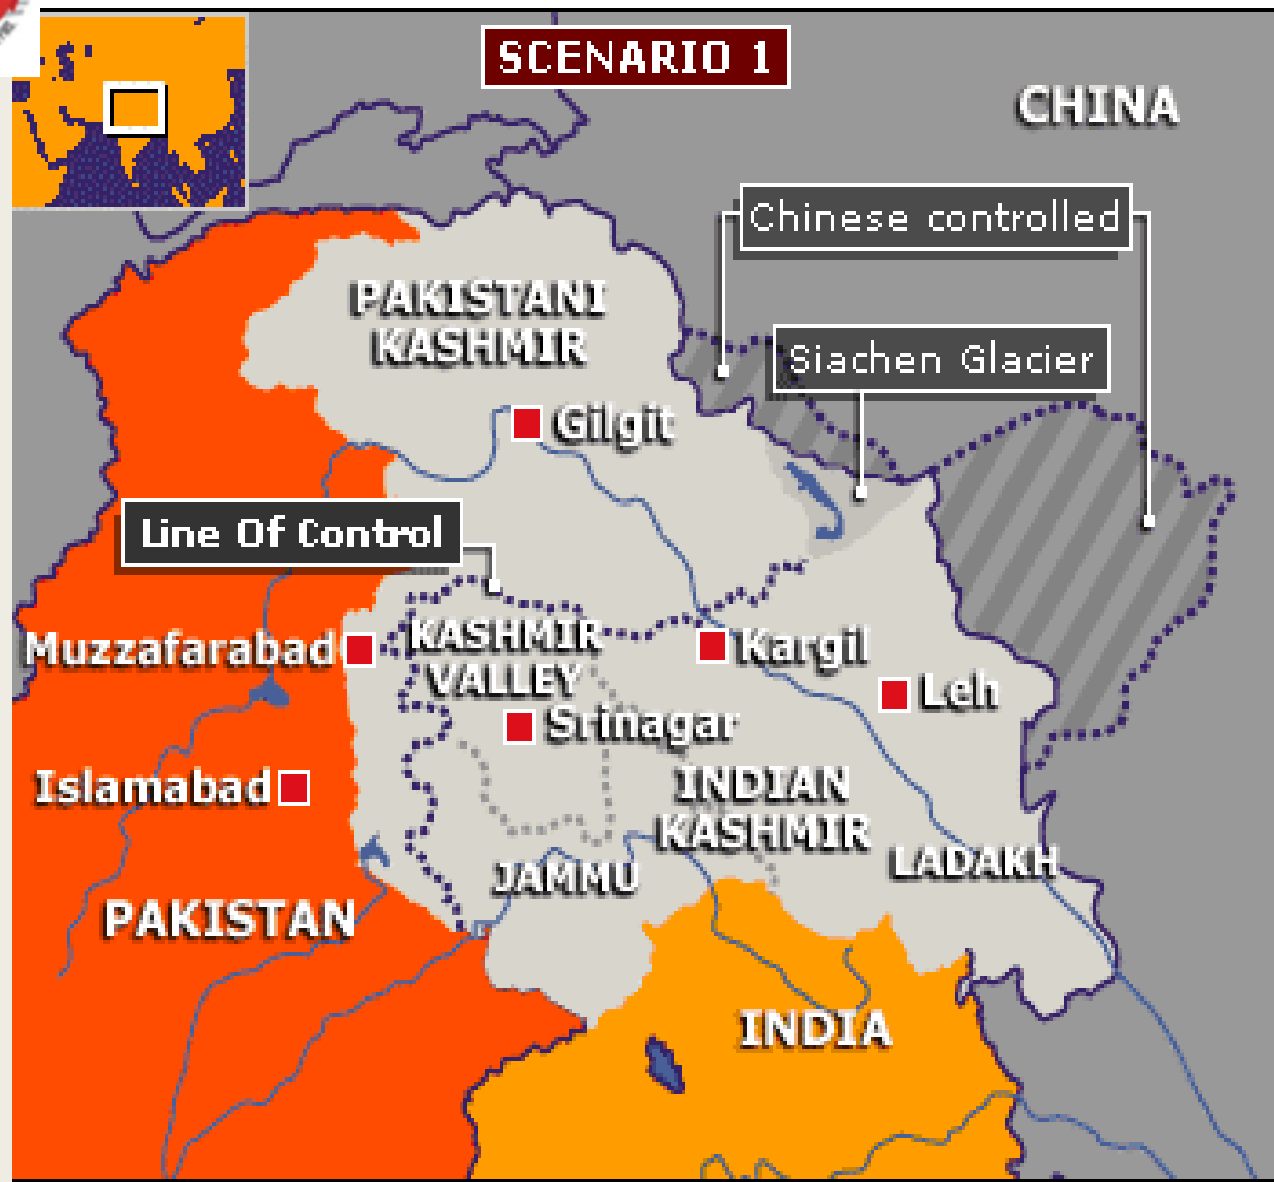 SCENARIO 1
CHINA
Chinese controlled
PAKISTANI
KASHMIR
Siachen Glacier
Gilgit
Line Of Control
KASHMIR
VALLEY
Muzzafarabad
Kargil
Leh
Srinagar
Islamabad
INDIAN
KASHMIR
LADAKH
JAMMU
PAKISTAN
INDIA